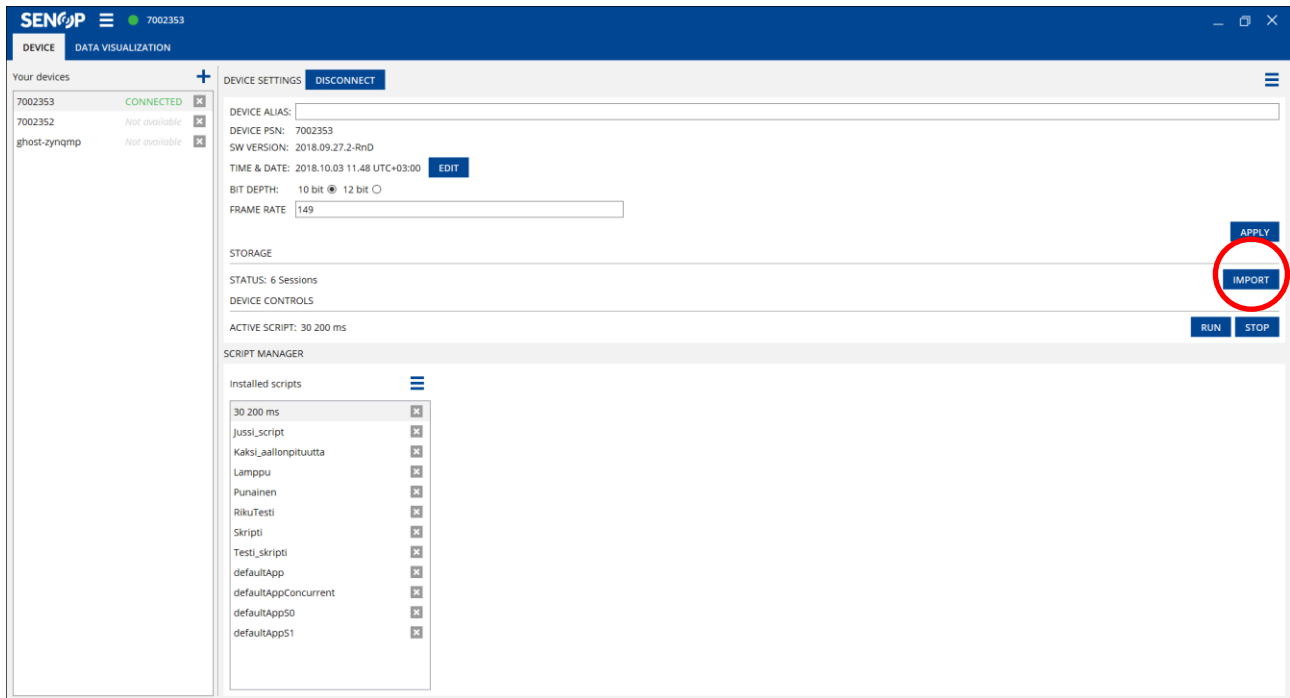 SENOP 7002353
DEVICE DATA VISUALIZATION
Your devices
7002353 CONNECTED
7002352 Not available
ghost-zynqmp Not available
DEVICE SETTINGS DISCONNECT
DEVICE ALIAS:
DEVICE PSN: 7002353
SW VERSION: 2018.09.27.2-RnD
TIME & DATE: 2018.10.03 11.48 UTC+03:00 EDIT
BIT DEPTH: 10 bit 12 bit
FRAME RATE 149
APPLY
STORAGE
STATUS: 6 Sessions IMPORT
DEVICE CONTROLS
ACTIVE SCRIPT: 30 200 ms RUN STOP
SCRIPT MANAGER
Installed scripts
30 200 ms
Jussi_script
Kaksi_aallonpituutta
Lamppu
Punainen
RikuTesti
Skripti
Testi_skripti
defaultApp
defaultAppConcurrent
defaultAppS0
defaultAppS1